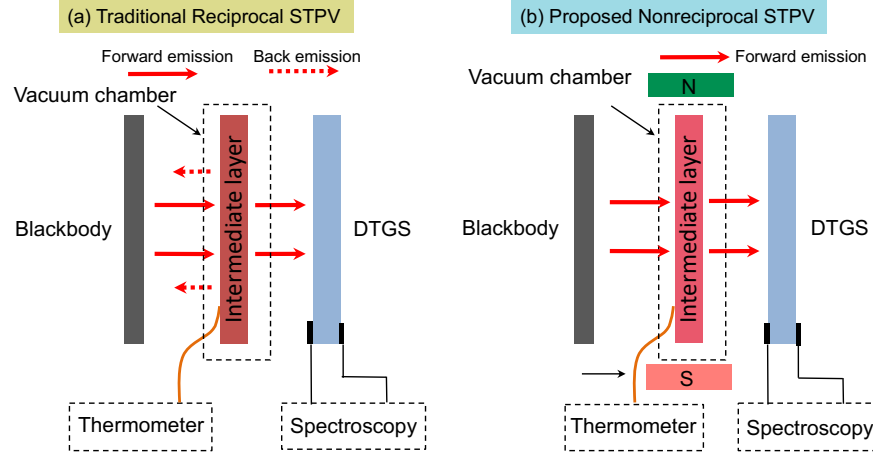 (a) Traditional Reciprocal STPV
Forward emission
Back emission
Vacuum chamber
Blackbody
Intermediate layer
DTGS
Thermometer
Spectroscopy
(b) Proposed Nonreciprocal STPV
Forward emission
Vacuum chamber
N
Blackbody
Intermediate layer
DTGS
S
Thermometer
Spectroscopy